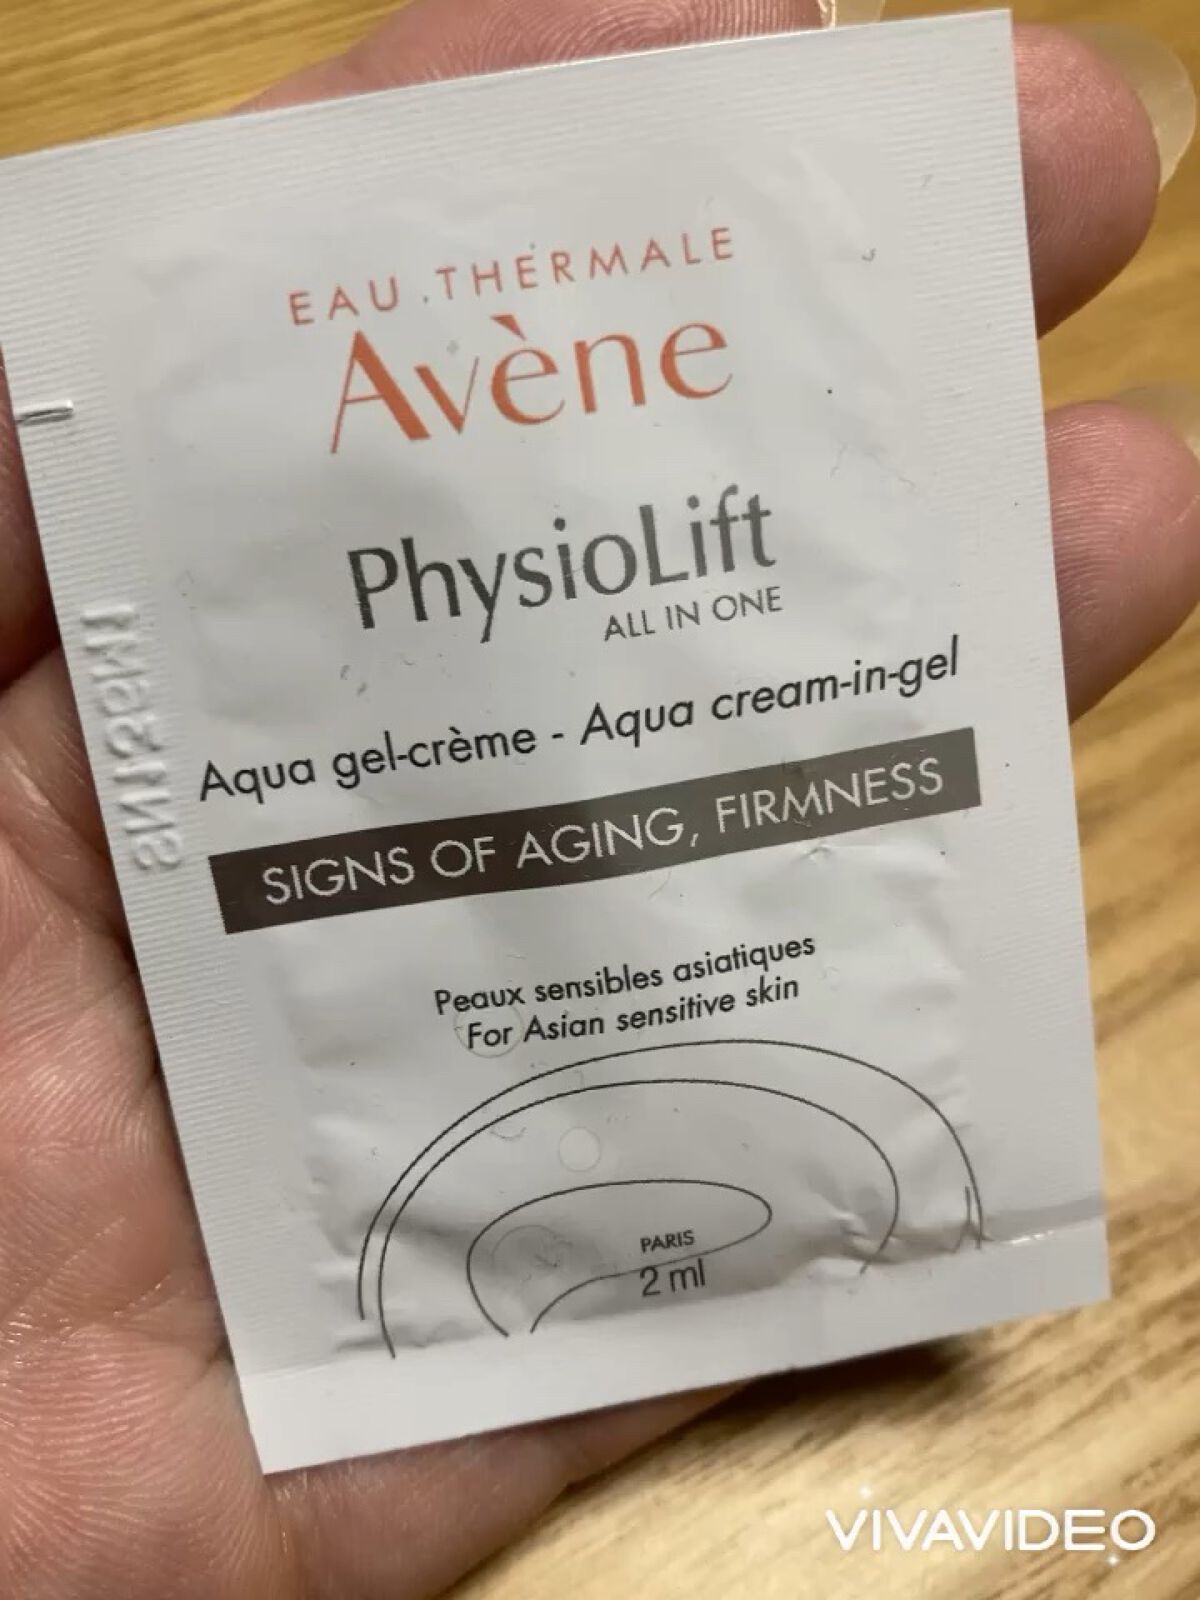 EAU THERMALE
Avène
PhysioLift
ALL IN ONE
Aqua gel-crème - Aqua cream-in-gel
SIGNS OF AGING, FIRMNESS
Peaux sensibles asiatiques
For Asian sensitive skin
PARIS
2 ml
VIVAVIDEO